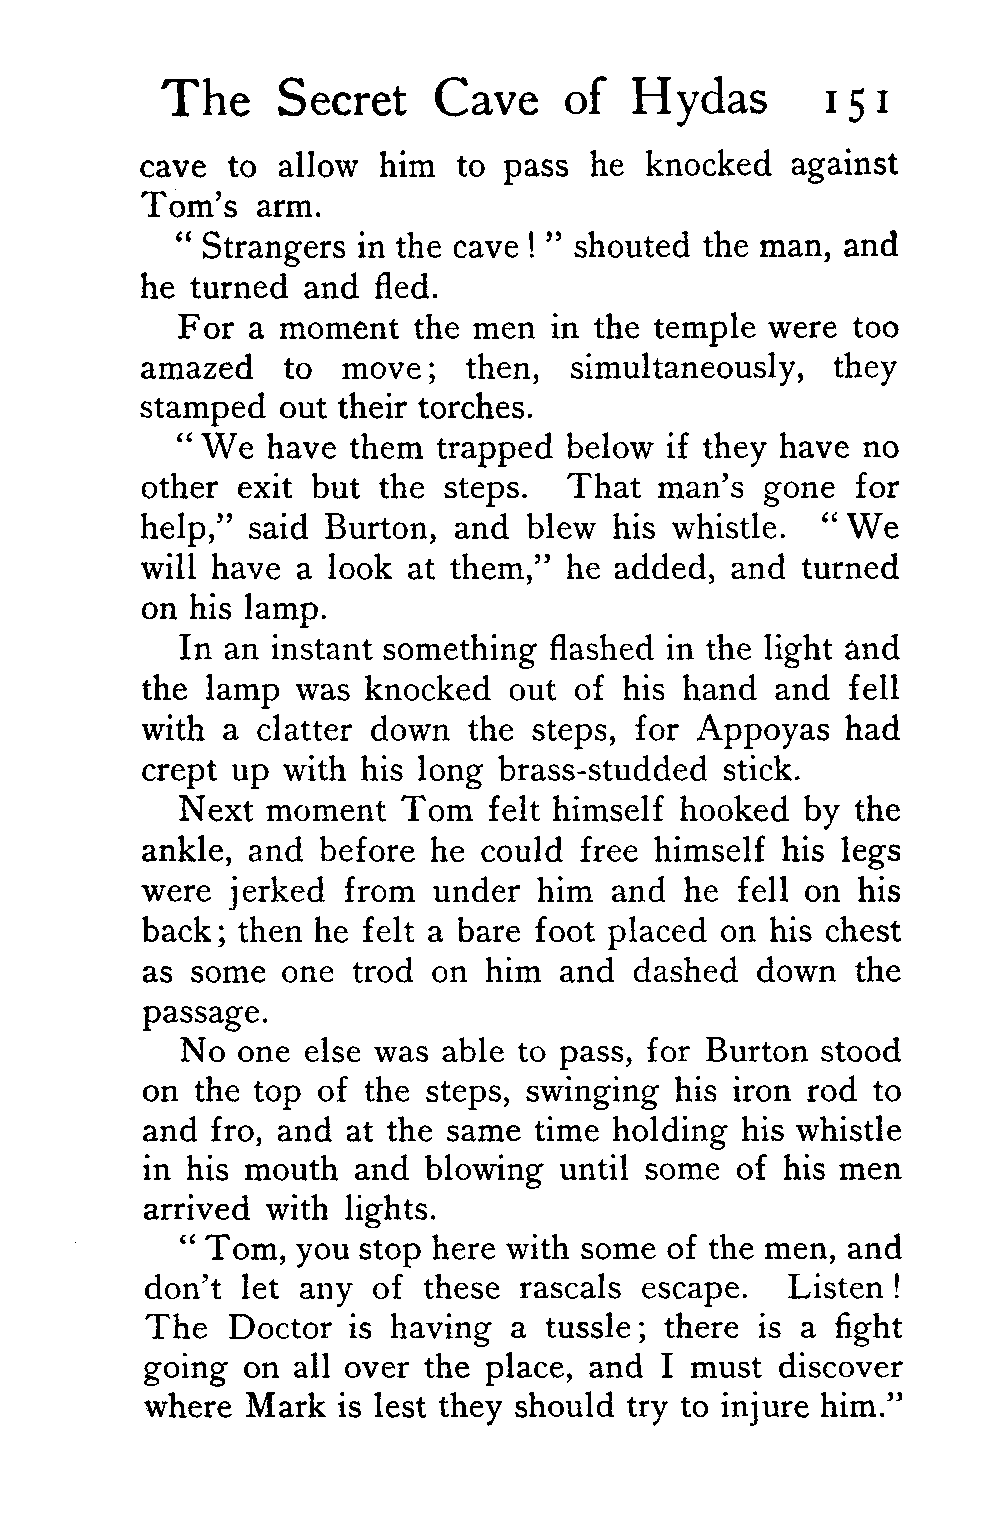 The Secret Cave of Hydas 151
cave to allow him to pass he knocked against
Tom's arm.
“ Strangers in the cave ! ” shouted the man, and
he turned and fled.
For a moment the men in the temple were too
amazed to move; then, simultaneously, they
stamped out their torches.
“ We have them trapped below if they have no
other exit but the steps. That man's gone for
help,” said Burton, and blew his whistle. “ We
will have a look at them,” he added, and turned
on his lamp.
In an instant something flashed in the light and
the lamp was knocked out of his hand and fell
with a clatter down the steps, for Appoyas had
crept up with his long brass-studded stick.
Next moment Tom felt himself hooked by the
ankle, and before he could free himself his legs
were jerked from under him and he fell on his
back; then he felt a bare foot placed on his chest
as some one trod on him and dashed down the
passage.
No one else was able to pass, for Burton stood
on the top of the steps, swinging his iron rod to
and fro, and at the same time holding his whistle
in his mouth and blowing until some of his men
arrived with lights.
“ Tom, you stop here with some of the men, and
don't let any of these rascals escape. Listen !
The Doctor is having a tussle; there is a fight
going on all over the place, and I must discover
where Mark is lest they should try to injure him.”